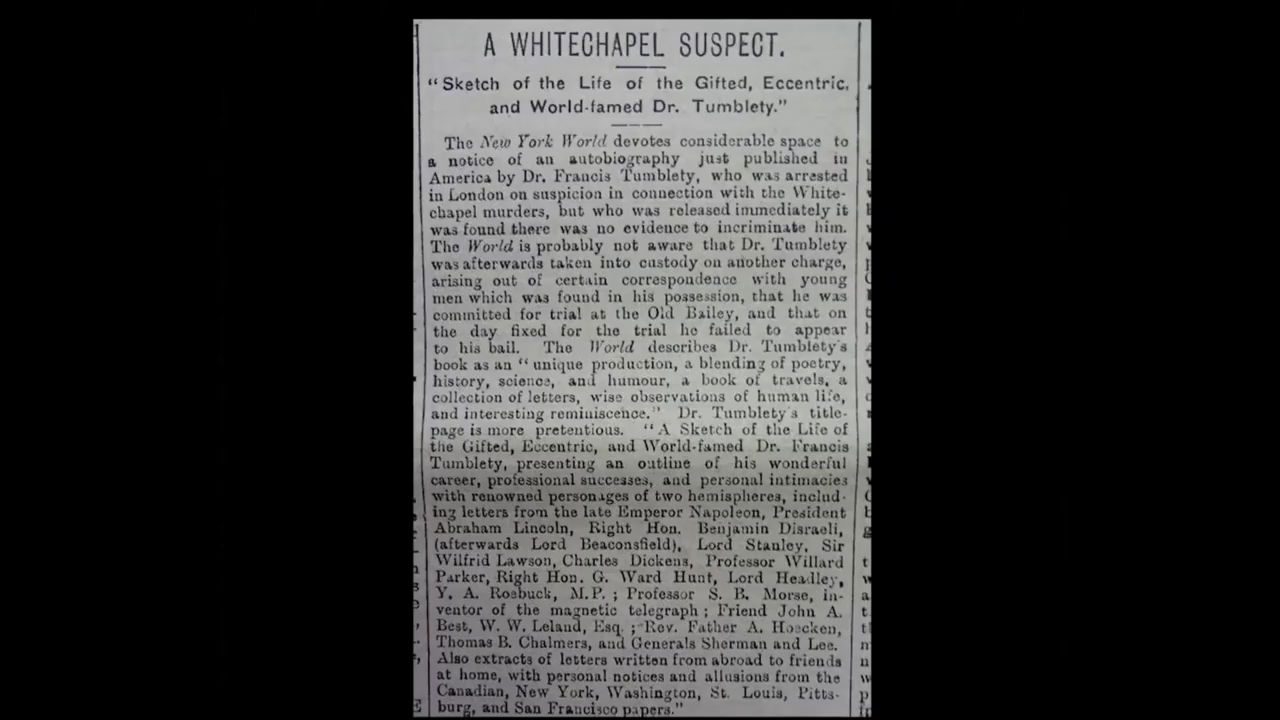 A WHITECHAPEL SUSPECT.
"Sketch of the Life of the Gifted, Eccentric,
and World-famed Dr. Tumblety."
The New York World devotes considerable space to
a notice of an autobiography just published in
America by Dr. Francis Tumblety, who was arrested
in London on suspicion in connection with the White-
chapel murders, but who was released immediately it
was found there was no evidence to incriminate him.
The World is probably not aware that Dr. Tumblety
was afterwards taken into custody on another charge,
arising out of certain correspondence with young
men which was found in his possession, that he was
committed for trial at the Old Bailey, and that on
the day fixed for the trial he failed to appear
to his bail. The World describes Dr. Tumblety's
book as an "unique production, a blending of poetry,
history, science, and humour, a book of travels, a
collection of letters, wise observations of human life,
and interesting reminiscence." Dr. Tumblety's title-
page is more pretentious. "A Sketch of the Life of
the Gifted, Eccentric, and World-famed Dr. Francis
Tumblety, presenting an outline of his wonderful
career, professional successes, and personal intimacies
with renowned personages of two hemispheres, includ-
ing letters from the late Emperor Napoleon, President
Abraham Lincoln, Right Hon. Benjamin Disraeli,
(afterwards Lord Beaconsfield), Lord Stanley, Sir
Wilfrid Lawson, Charles Dickens, Professor Willard
Parker, Right Hon. G. Ward Hunt, Lord Headley,
Y. A. Roebuck, M.P. ; Professor S. B. Morse, in-
ventor of the magnetic telegraph ; Friend John A.
Best, W. W. Leland, Esq. ; Rev. Father A. Hoecken,
Thomas B. Chalmers, and Generals Sherman and Lee.
Also extracts of letters written from abroad to friends
at home, with personal notices and allusions from the
Canadian, New York, Washington, St. Louis, Pitts-
burg, and San Francisco papers."